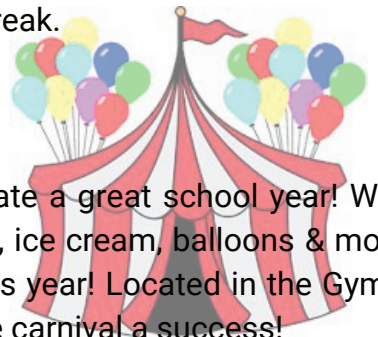 reak.
ate a great school year! W
, ice cream, balloons & mo
s year! Located in the Gym
e carnival a success!